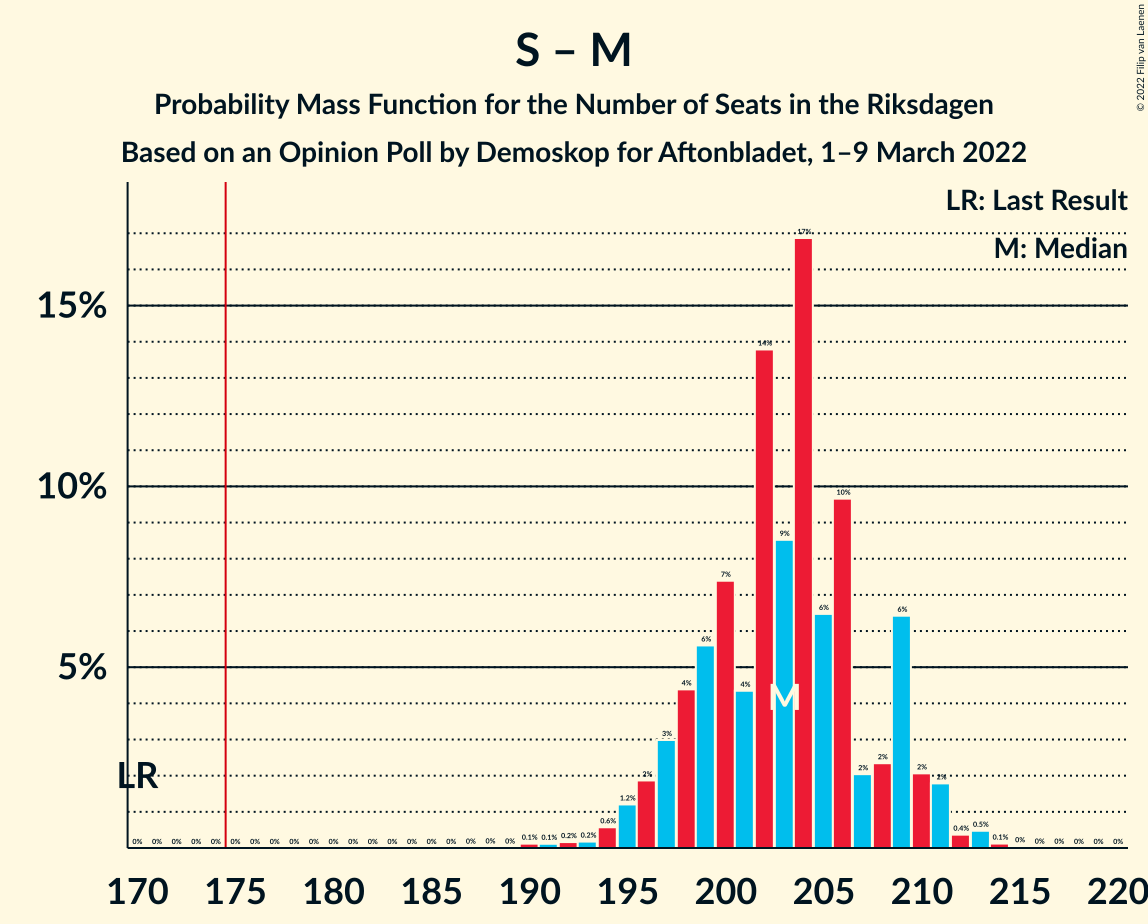 S – M
Probability Mass Function for the Number of Seats in the Riksdagen
Based on an Opinion Poll by Demoskop for Aftonbladet, 1–9 March 2022
© 2022 Filip van Laenen
LR: Last Result
M: Median
15%
10%
5%
LR
M
0% 0% 0% 0% 0% 0% 0% 0% 0% 0% 0% 0% 0% 0% 0% 0% 0% 0% 0% 0% 0.1% 0.1% 0.2% 0.2% 0.6% 1.2% 2% 3% 4% 6% 7% 4% 14% 9% 17% 6% 10% 2% 2% 6% 2% 2% 0.4% 0.5% 0.1% 0% 0% 0% 0% 0% 0%
170 175 180 185 190 195 200 205 210 215 220